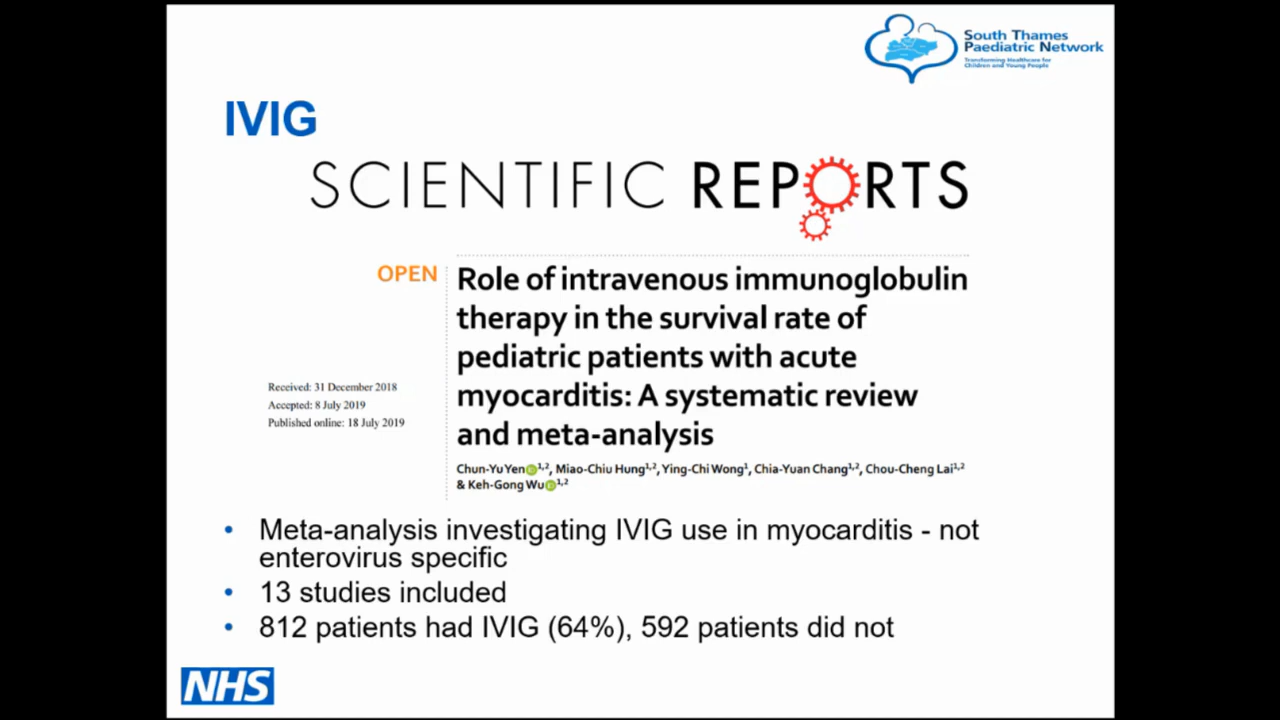 South Thames
Paediatric Network
Transforming Healthcare for
Children and Young People
IVIG
SCIENTIFIC REPORTS
OPEN
Role of intravenous immunoglobulin
therapy in the survival rate of
pediatric patients with acute
myocarditis: A systematic review
and meta-analysis
Received: 31 December 2018
Accepted: 8 July 2019
Published online: 18 July 2019
Chun-Yu Yen1,2, Miao-Chiu Hung1,2, Ying-Chi Wong1, Chia-Yuan Chang1,2, Chou-Cheng Lai1,2
& Keh-Gong Wu1,2
• Meta-analysis investigating IVIG use in myocarditis - not
enterovirus specific
• 13 studies included
• 812 patients had IVIG (64%), 592 patients did not
NHS